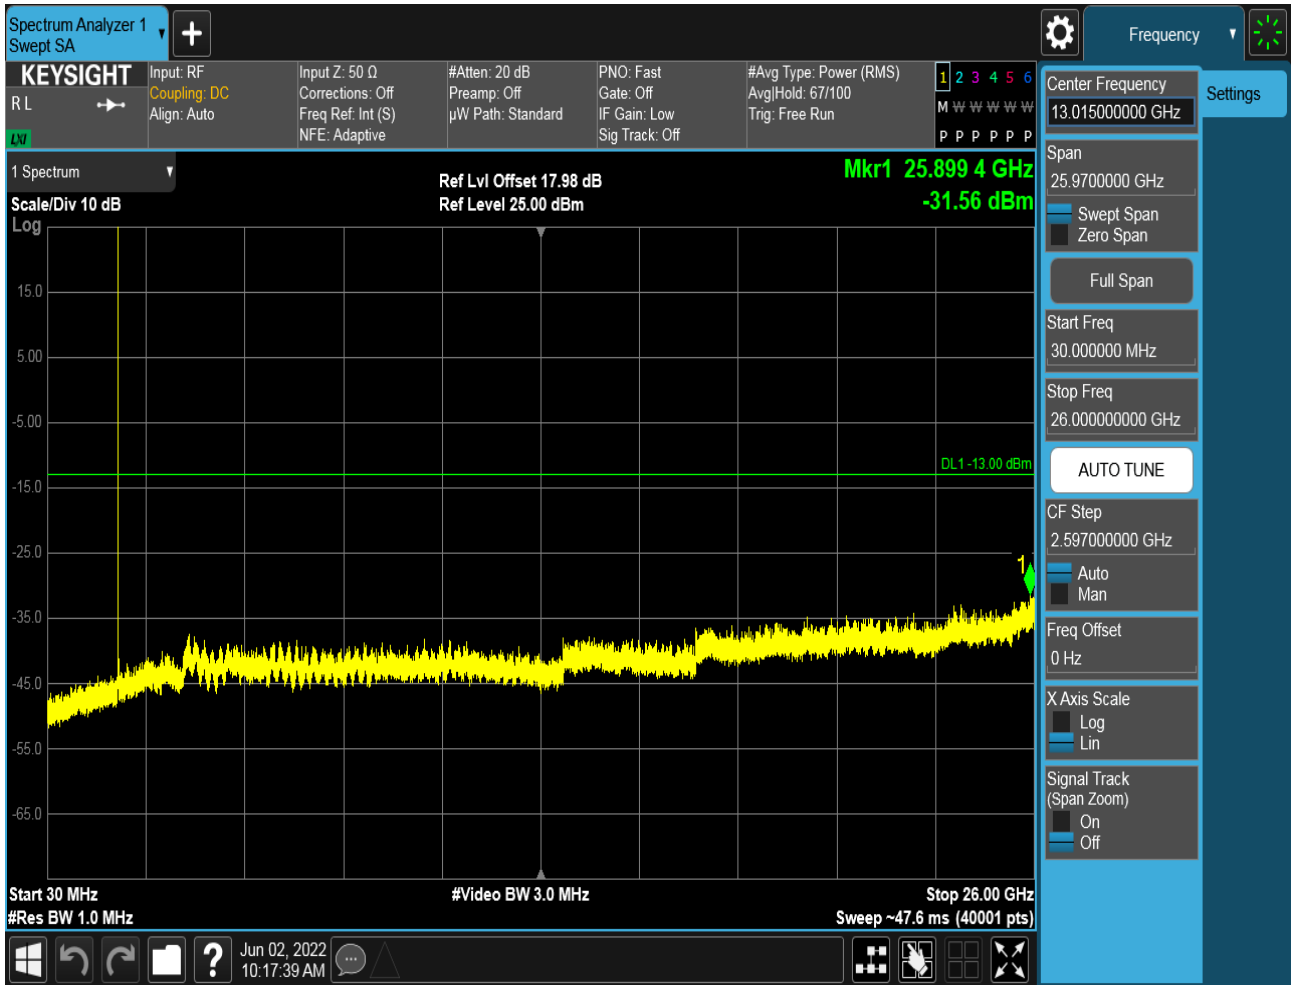 Spectrum Analyzer 1
Swept SA
Frequency
KEYSIGHT
R L
LXI
Input: RF
Coupling: DC
Align: Auto
Input Z: 50 Ω
Corrections: Off
Freq Ref: Int (S)
NFE: Adaptive
#Atten: 20 dB
Preamp: Off
µW Path: Standard
PNO: Fast
Gate: Off
IF Gain: Low
Sig Track: Off
#Avg Type: Power (RMS)
Avg|Hold: 67/100
Trig: Free Run
1 2 3 4 5 6
M W W W W W
P P P P P P
1 Spectrum
Scale/Div 10 dB
Log
Ref Lvl Offset 17.98 dB
Ref Level 25.00 dBm
Mkr1 25.899 4 GHz
-31.56 dBm
15.0
5.00
-5.00
-15.0
-25.0
-35.0
-45.0
-55.0
-65.0
DL1 -13.00 dBm
1
Start 30 MHz
#Res BW 1.0 MHz
#Video BW 3.0 MHz
Stop 26.00 GHz
Sweep ~47.6 ms (40001 pts)
Center Frequency
13.015000000 GHz
Span
25.9700000 GHz
Swept Span
Zero Span
Full Span
Start Freq
30.000000 MHz
Stop Freq
26.000000000 GHz
AUTO TUNE
CF Step
2.597000000 GHz
Auto
Man
Freq Offset
0 Hz
X Axis Scale
Log
Lin
Signal Track
(Span Zoom)
On
Off
Settings
?
Jun 02, 2022
10:17:39 AM